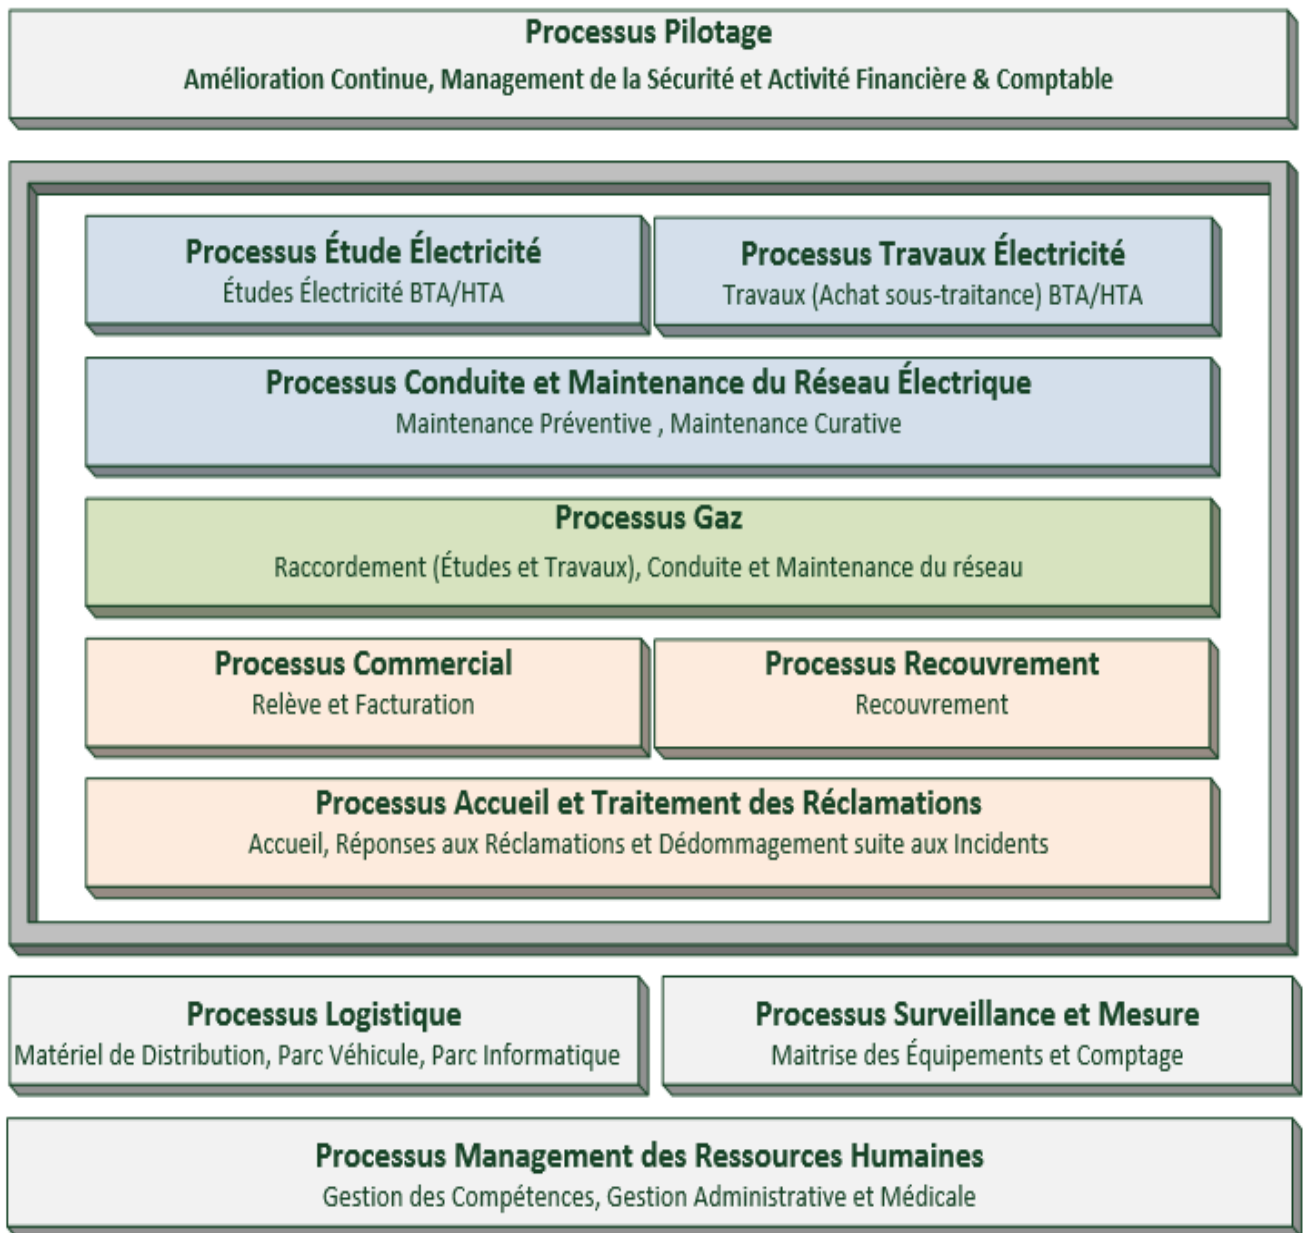 Processus Pilotage
Amélioration Continue, Management de la Sécurité et Activité Financière & Comptable
Processus Étude Électricité
Études Électricité BTA/HTA
Processus Travaux Électricité
Travaux (Achat sous-traitance) BTA/HTA
Processus Conduite et Maintenance du Réseau Électrique
Maintenance Préventive , Maintenance Curative
Processus Gaz
Raccordement (Études et Travaux), Conduite et Maintenance du réseau
Processus Commercial
Relève et Facturation
Processus Recouvrement
Recouvrement
Processus Accueil et Traitement des Réclamations
Accueil, Réponses aux Réclamations et Dédommagement suite aux Incidents
Processus Logistique
Matériel de Distribution, Parc Véhicule, Parc Informatique
Processus Surveillance et Mesure
Maitrise des Équipements et Comptage
Processus Management des Ressources Humaines
Gestion des Compétences, Gestion Administrative et Médicale